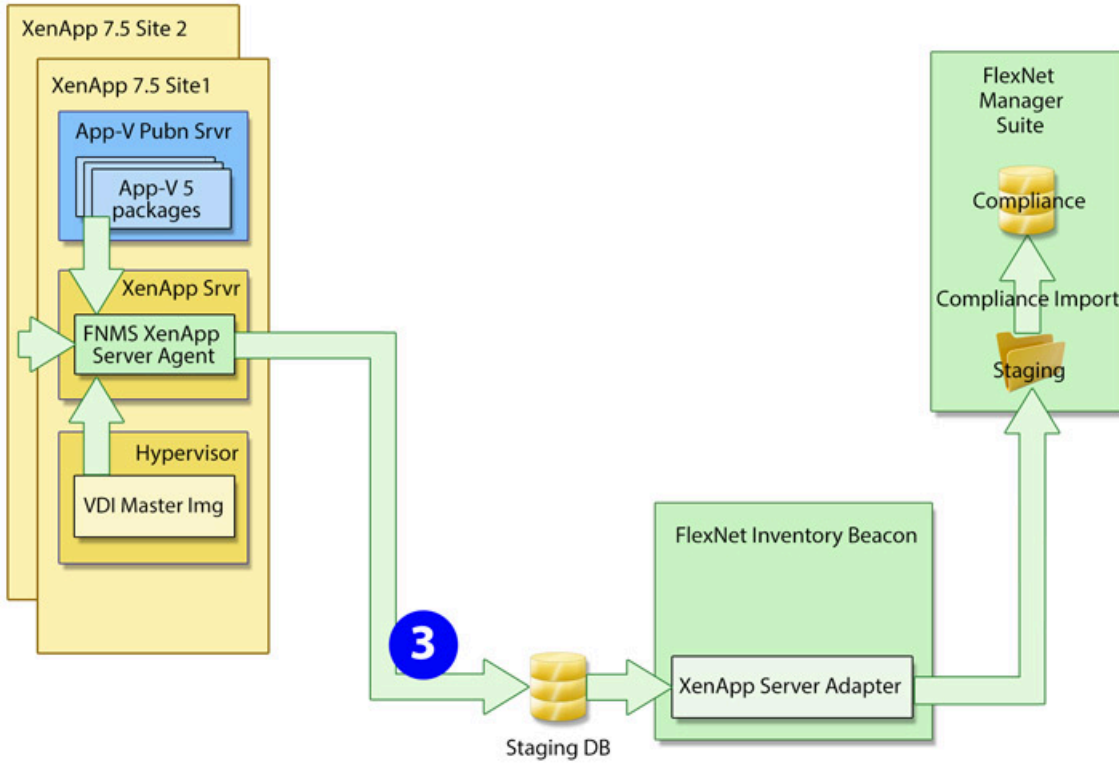 XenApp 7.5 Site 2
XenApp 7.5 Site1
App-V Pubn Srvr
App-V 5
packages
XenApp Srvr
FNMS XenApp
Server Agent
Hypervisor
VDI Master Img
3
Staging DB
FlexNet Inventory Beacon
XenApp Server Adapter
FlexNet
Manager
Suite
Compliance
Compliance Import
Staging